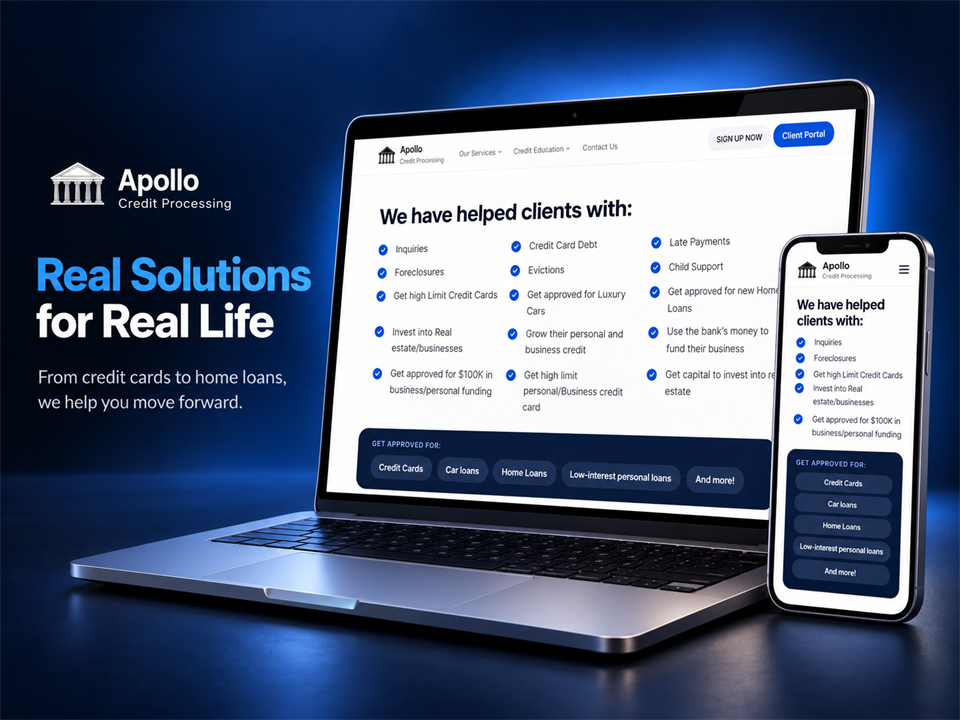 Apollo
Credit Processing
Real Solutions
for Real Life
From credit cards to home loans,
we help you move forward.
Apollo
Credit Processing
Our Services
Credit Education
Contact Us
SIGN UP NOW
Client Portal
We have helped clients with:
Inquiries
Credit Card Debt
Late Payments
Foreclosures
Evictions
Child Support
Get high Limit Credit Cards
Get approved for Luxury
Cars
Get approved for new Home
Loans
Invest into Real
estate/businesses
Grow their personal and
business credit
Use the bank's money to
fund their business
Get approved for $100K in
business/personal funding
Get high limit
personal/Business credit
card
Get capital to invest into re
estate
GET APPROVED FOR:
Credit Cards
Car loans
Home Loans
Low-interest personal loans
And more!
Apollo
Credit Processing
We have helped
clients with:
Inquiries
Foreclosures
Get high Limit Credit Cards
Invest into Real
estate/businesses
Get approved for $100K in
business/personal funding
GET APPROVED FOR:
Credit Cards
Car loans
Home Loans
Low-interest personal loans
And more!